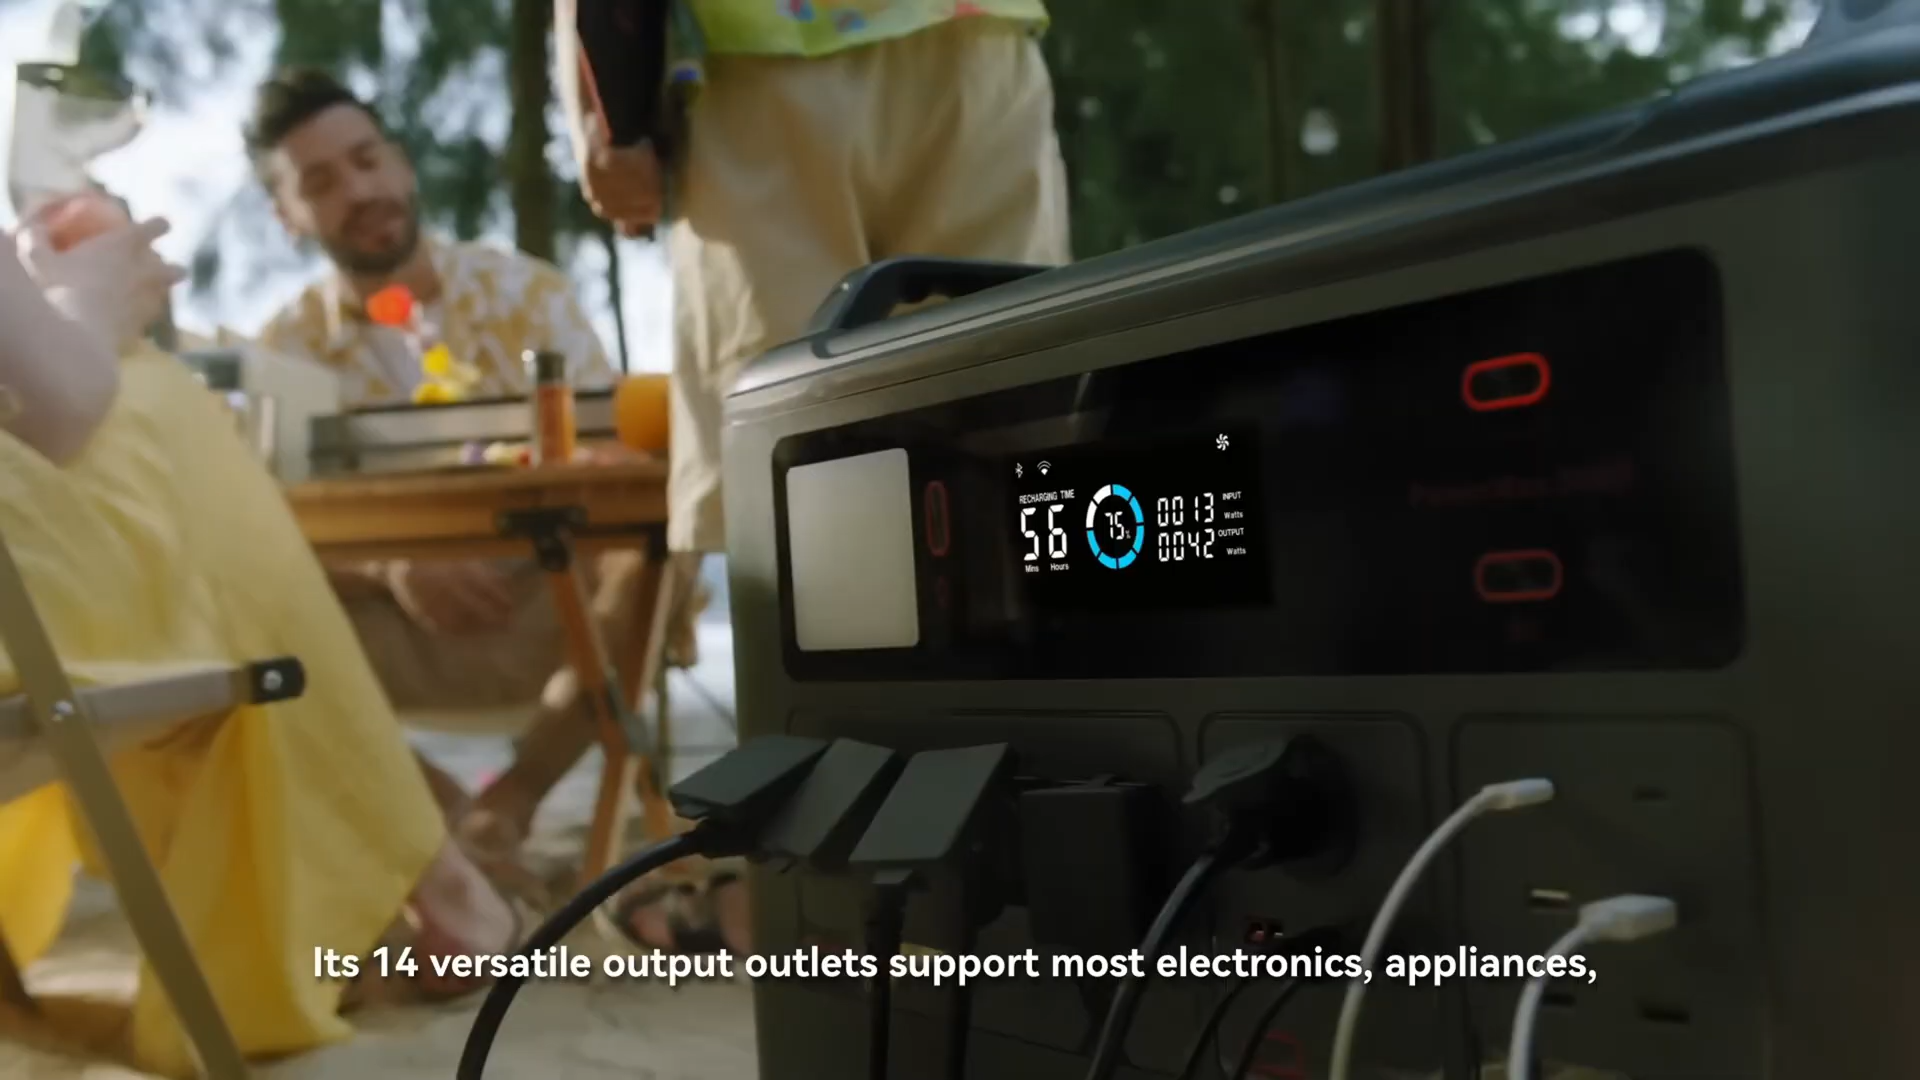 RECHARGING TIME
56
Mins Hours
75%
0013 INPUT Watts
0042 OUTPUT Watts
Its 14 versatile output outlets support most electronics, appliances,